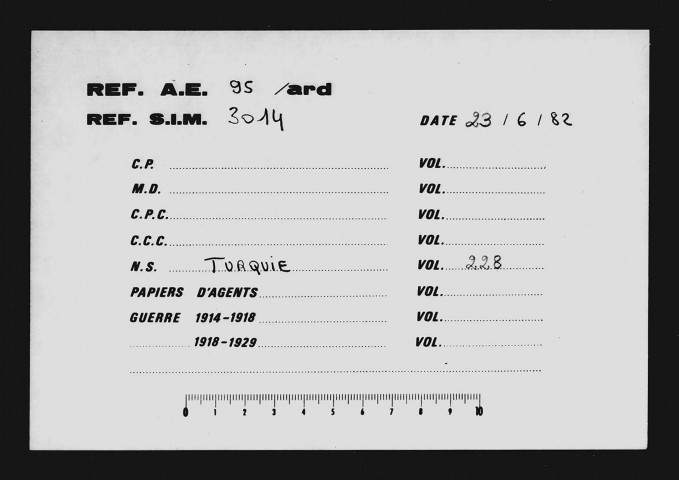 REF. A.E. 95 /ard
REF. S.I.M. 3014 DATE 23 / 6 / 82
C.P. VOL.
M.D. VOL.
C.P.C. VOL.
C.C.C. VOL.
N.S. TURQUIE VOL. 228
PAPIERS D'AGENTS VOL.
GUERRE 1914-1918 VOL.
1918-1929 VOL.
0 1 2 3 4 5 6 7 8 9 10